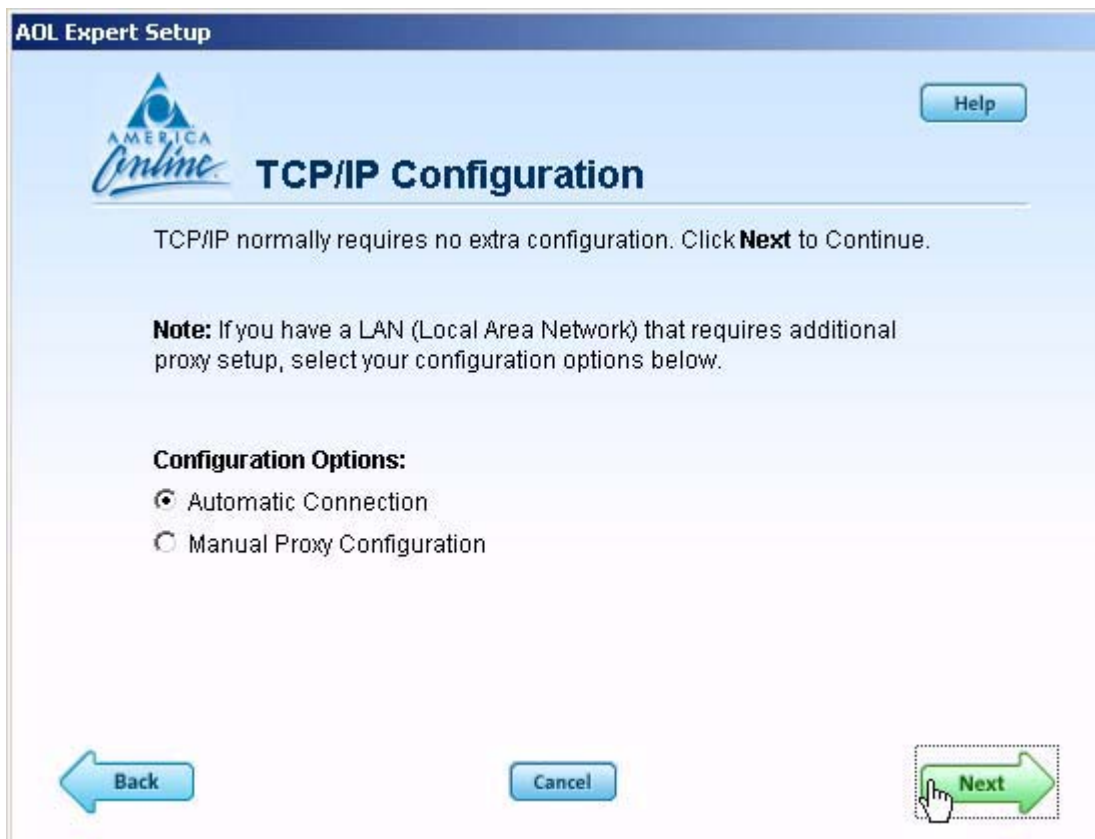 AOL Expert Setup
Help
AMERICA
Online
TCP/IP Configuration
TCP/IP normally requires no extra configuration. Click Next to Continue.
Note: If you have a LAN (Local Area Network) that requires additional
proxy setup, select your configuration options below.
Configuration Options:
Automatic Connection
Manual Proxy Configuration
Back
Cancel
Next